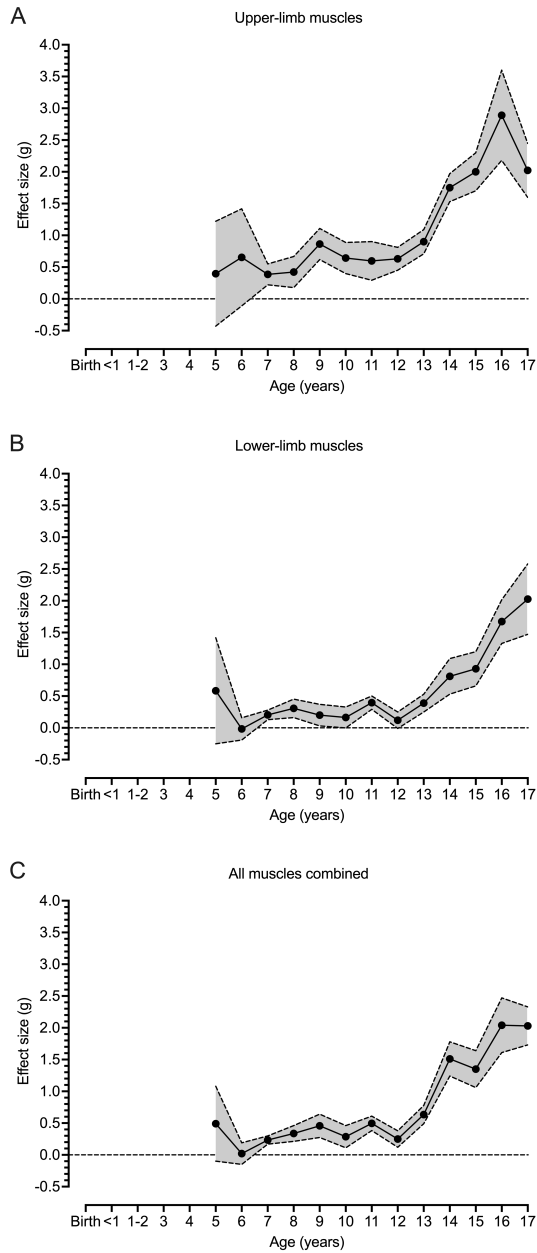 A
Upper-limb muscles
4.0
3.5
3.0
2.5
2.0
1.5
1.0
0.5
0.0
-0.5
Effect size (g)
Birth <1 1-2 3 4 5 6 7 8 9 10 11 12 13 14 15 16 17
Age (years)
B
Lower-limb muscles
4.0
3.5
3.0
2.5
2.0
1.5
1.0
0.5
0.0
-0.5
Effect size (g)
Birth <1 1-2 3 4 5 6 7 8 9 10 11 12 13 14 15 16 17
Age (years)
C
All muscles combined
4.0
3.5
3.0
2.5
2.0
1.5
1.0
0.5
0.0
-0.5
Effect size (g)
Birth <1 1-2 3 4 5 6 7 8 9 10 11 12 13 14 15 16 17
Age (years)